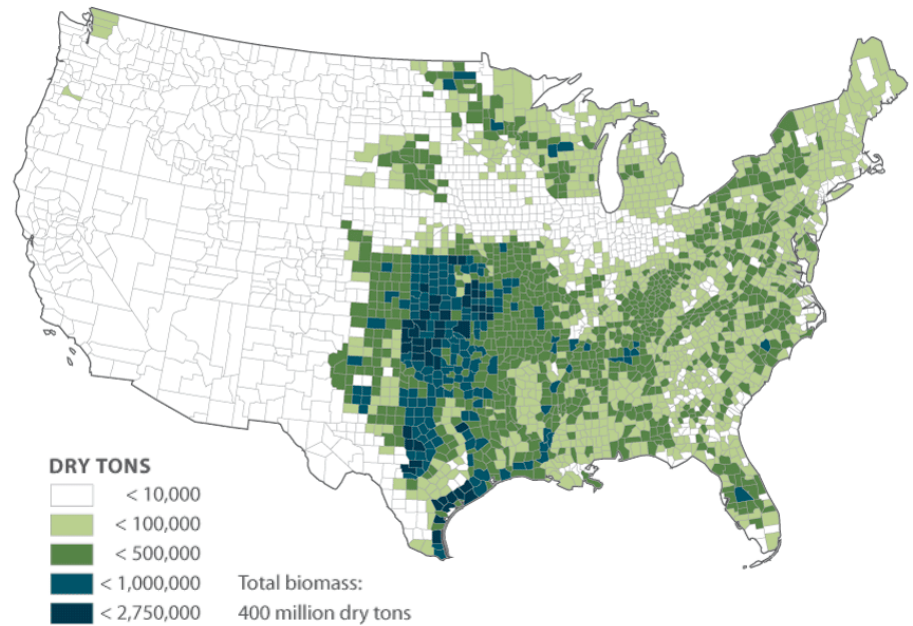 DRY TONS
< 10,000
< 100,000
< 500,000
< 1,000,000
< 2,750,000
Total biomass:
400 million dry tons